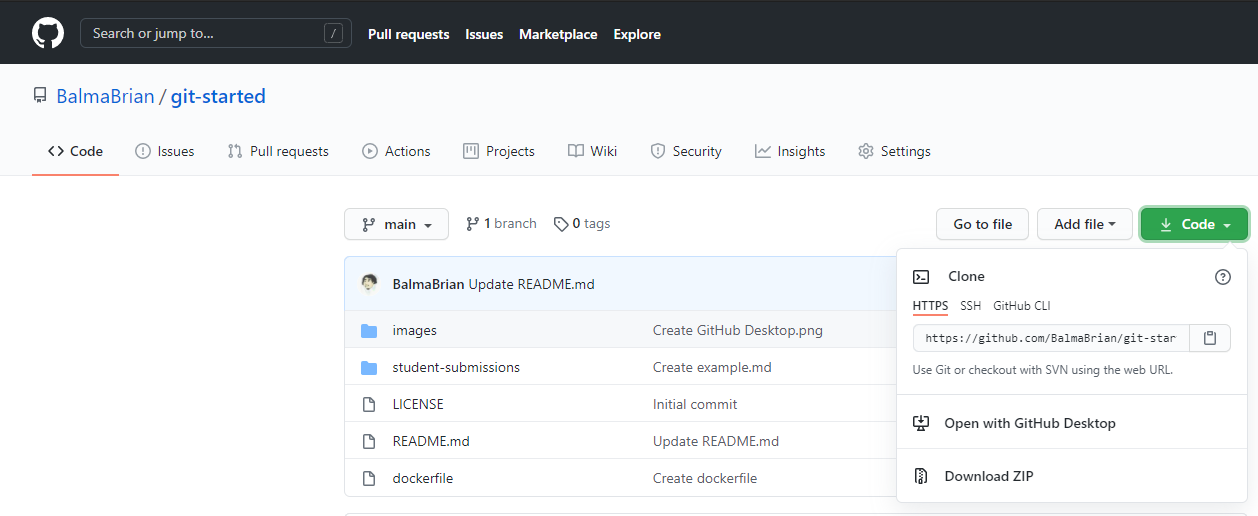 Search or jump to... / Pull requests Issues Marketplace Explore
BalmaBrian / git-started
Code Issues Pull requests Actions Projects Wiki Security Insights Settings
main 1 branch 0 tags Go to file Add file Code
BalmaBrian Update README.md
images Create GitHub Desktop.png
student-submissions Create example.md
LICENSE Initial commit
README.md Update README.md
dockerfile Create dockerfile
Clone
HTTPS SSH GitHub CLI
https://github.com/BalmaBrian/git-star
Use Git or checkout with SVN using the web URL.
Open with GitHub Desktop
Download ZIP